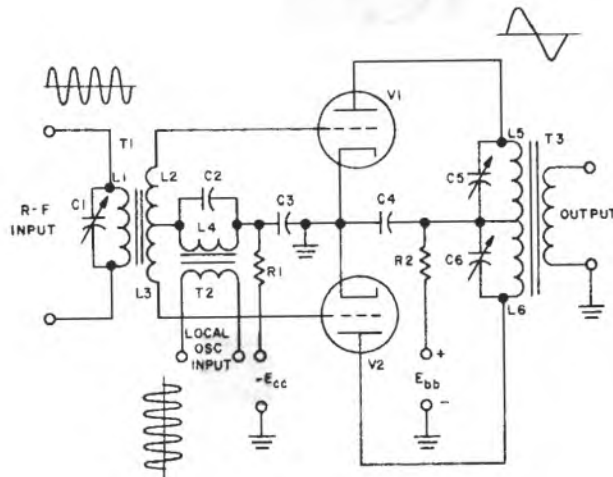 V1
T1
L1
L2
L5
T3
C1
C2
C5
R-F INPUT
L4
C3
C4
OUTPUT
R1
R2
C6
L3
T2
L6
LOCAL OSC INPUT
-Ecc
V2
+
Ebb
-